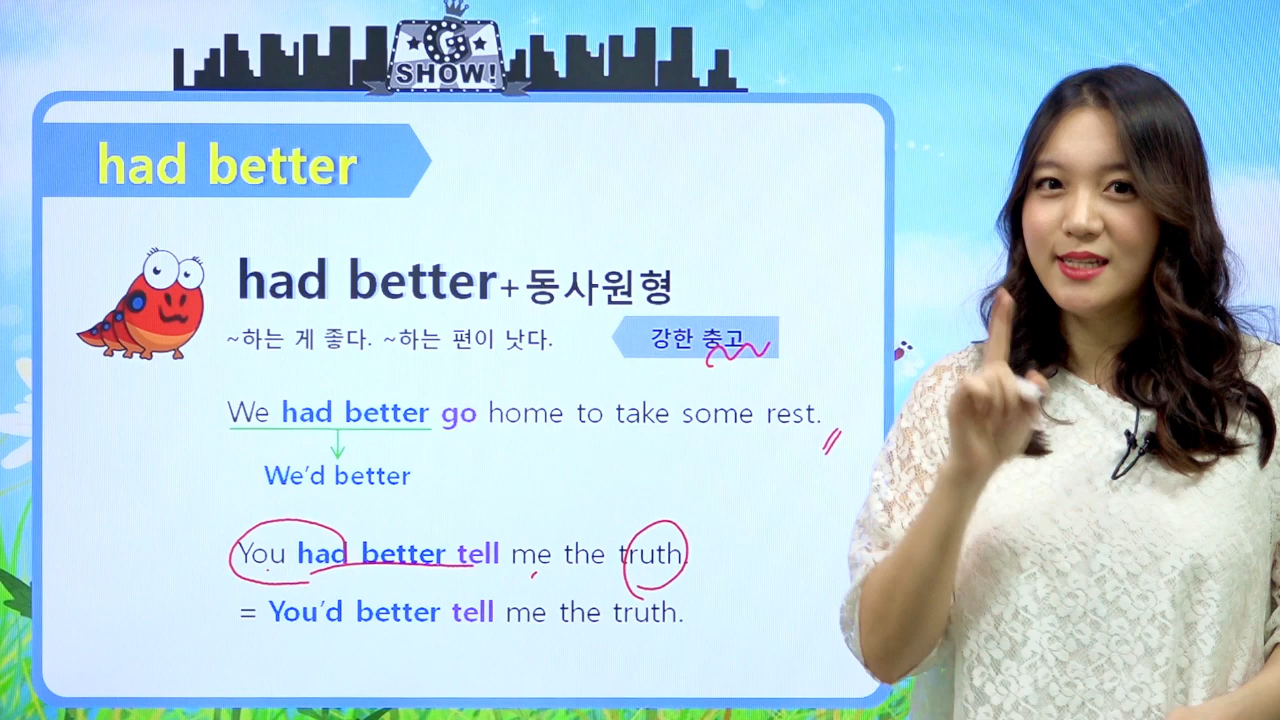 G
SHOW!
had better
had better+동사원형
~하는 게 좋다. ~하는 편이 낫다.
강한 충고
We had better go home to take some rest.
We'd better
You had better tell me the truth.
= You'd better tell me the truth.